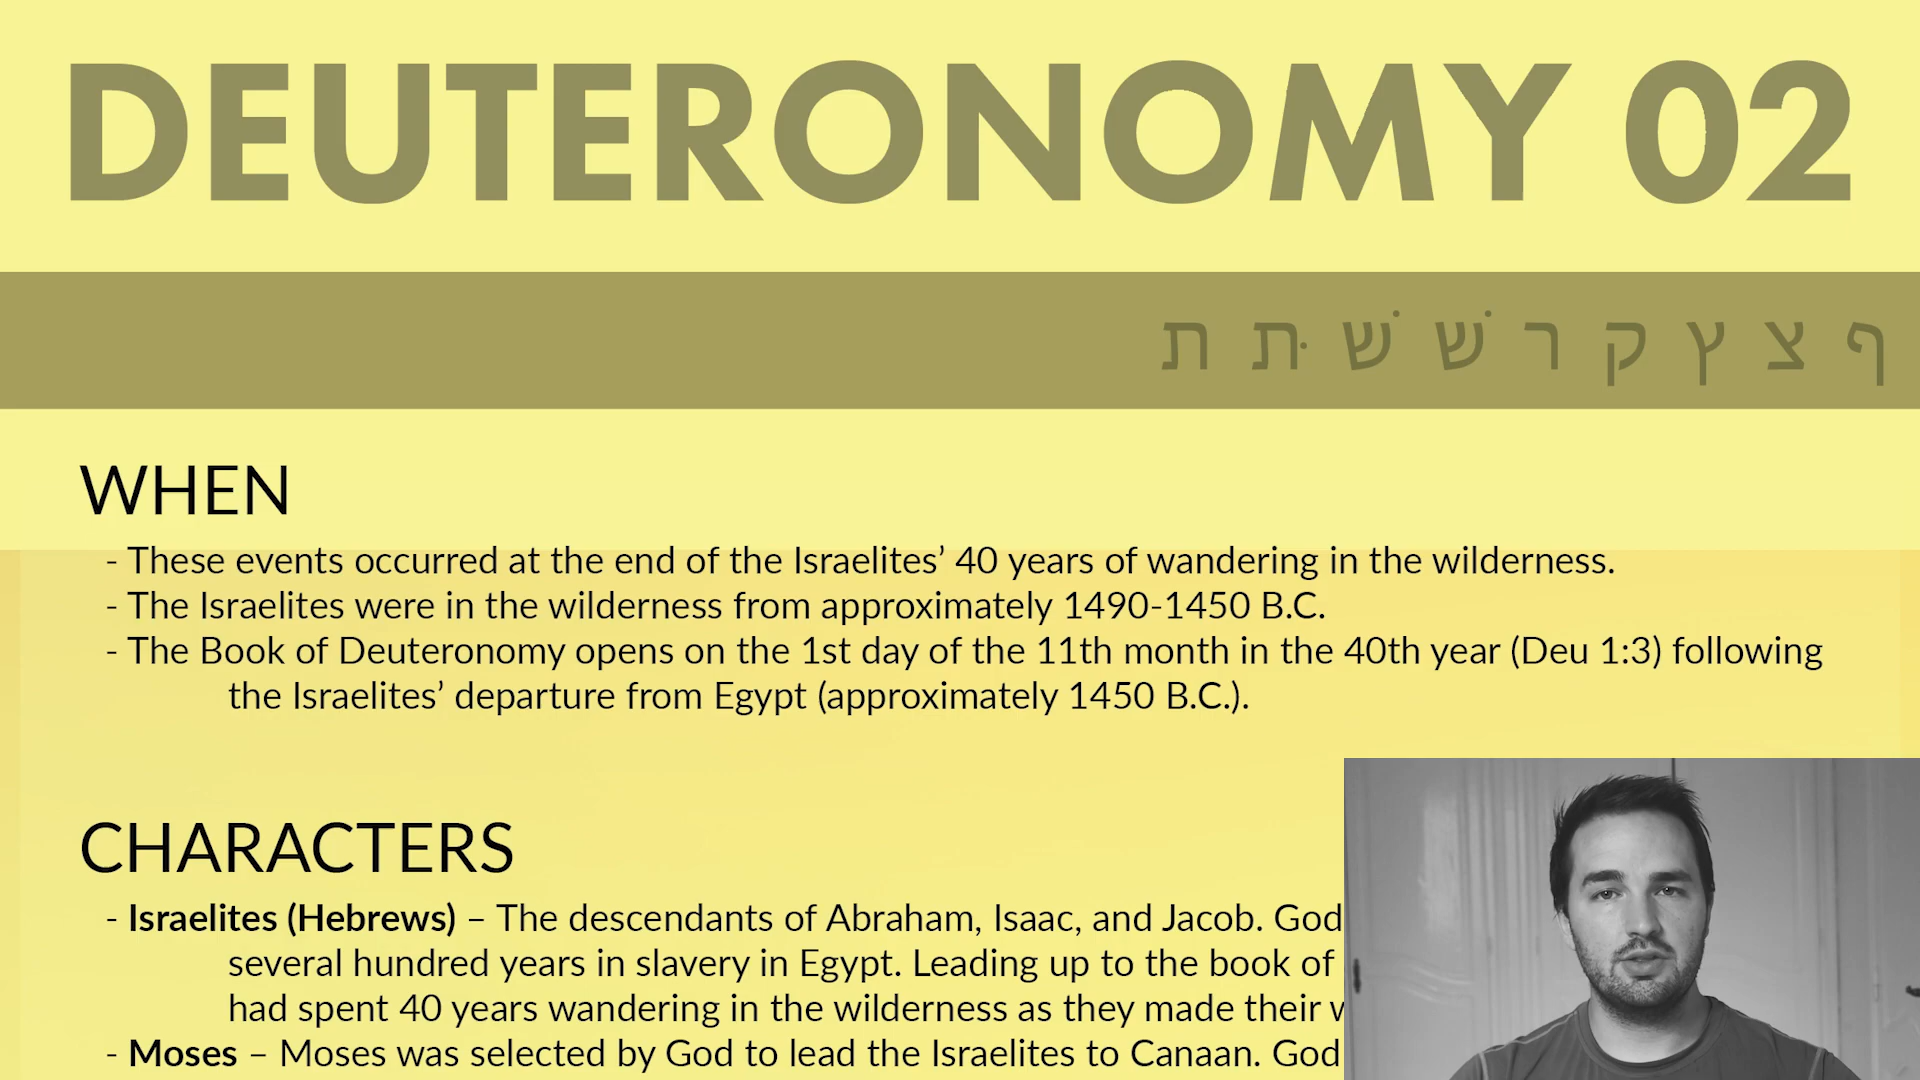 DEUTERONOMY 02
ף צ ץ ק ר שׁ שׁ תּ ת
WHEN
- These events occurred at the end of the Israelites’ 40 years of wandering in the wilderness.
- The Israelites were in the wilderness from approximately 1490-1450 B.C.
- The Book of Deuteronomy opens on the 1st day of the 11th month in the 40th year (Deu 1:3) following
the Israelites’ departure from Egypt (approximately 1450 B.C.).
CHARACTERS
- Israelites (Hebrews) – The descendants of Abraham, Isaac, and Jacob. God
several hundred years in slavery in Egypt. Leading up to the book of
had spent 40 years wandering in the wilderness as they made their
- Moses – Moses was selected by God to lead the Israelites to Canaan. God